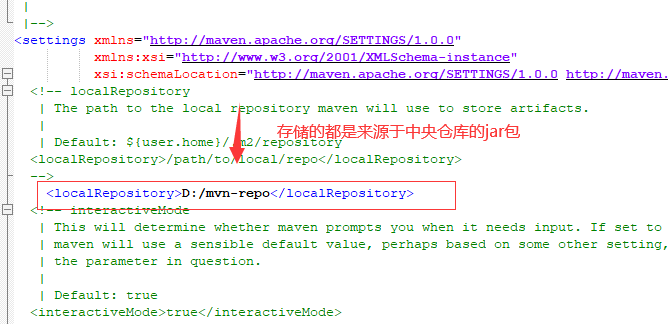 |
|-->
<settings xmlns="http://maven.apache.org/SETTINGS/1.0.0"
xmlns:xsi="http://www.w3.org/2001/XMLSchema-instance"
xsi:schemaLocation="http://maven.apache.org/SETTINGS/1.0.0 http://maven.
<!-- localRepository
| The path to the local repository maven will use to store artifacts.
|
存储的都是来源于中央仓库的jar包
| Default: ${user.home}/.m2/repository
<localRepository>/path/to/local/repo</localRepository>
-->
<localRepository>D:/mvn-repo</localRepository>
<!-- interactiveMode
| This will determine whether maven prompts you when it needs input. If set to
| maven will use a sensible default value, perhaps based on some other setting,
| the parameter in question.
|
| Default: true
<interactiveMode>true</interactiveMode>